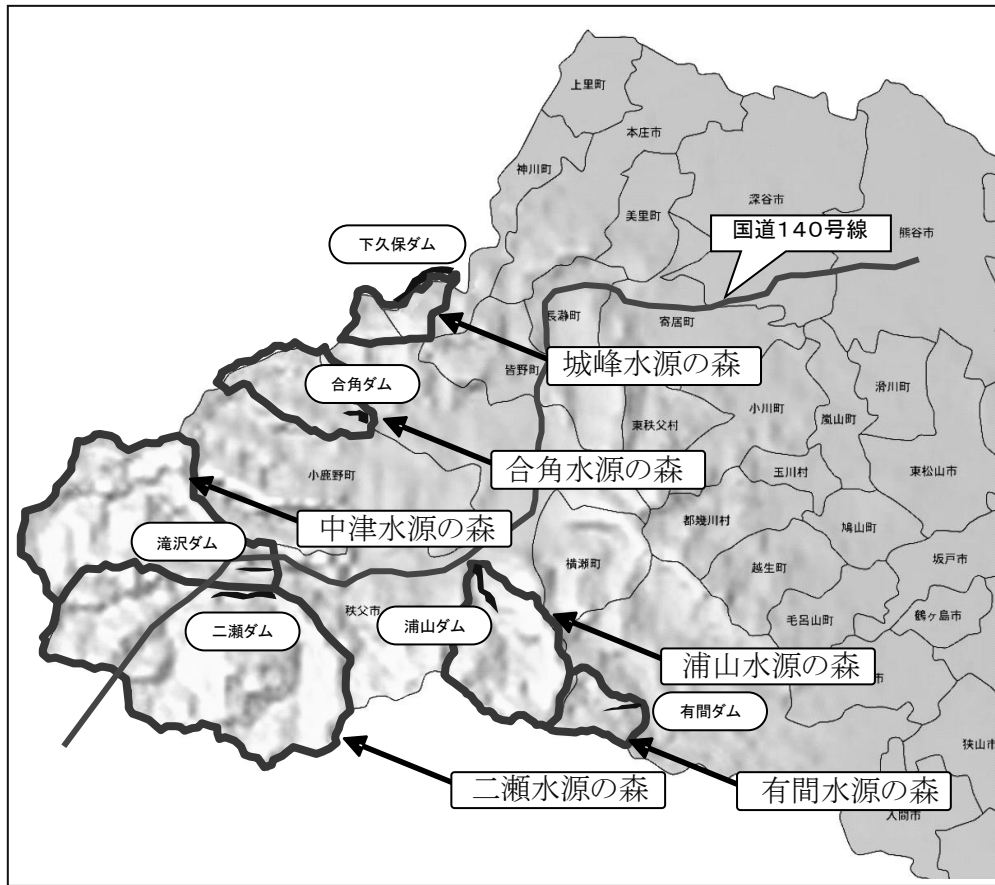 上里町
本庄市
神川町
美里町
深谷市
熊谷市
国道140号線
下久保ダム
長瀞町
寄居町
城峰水源の森
皆野町
合角ダム
小川町
嵐山町
滑川町
東秩父村
合角水源の森
玉川村
東松山市
小鹿野町
中津水源の森
都幾川村
鳩山町
滝沢ダム
横瀬町
越生町
坂戸市
秩父市
二瀬ダム
浦山ダム
毛呂山町
鶴ヶ島市
浦山水源の森
市
有間ダム
狭山市
二瀬水源の森
有間水源の森
入間市